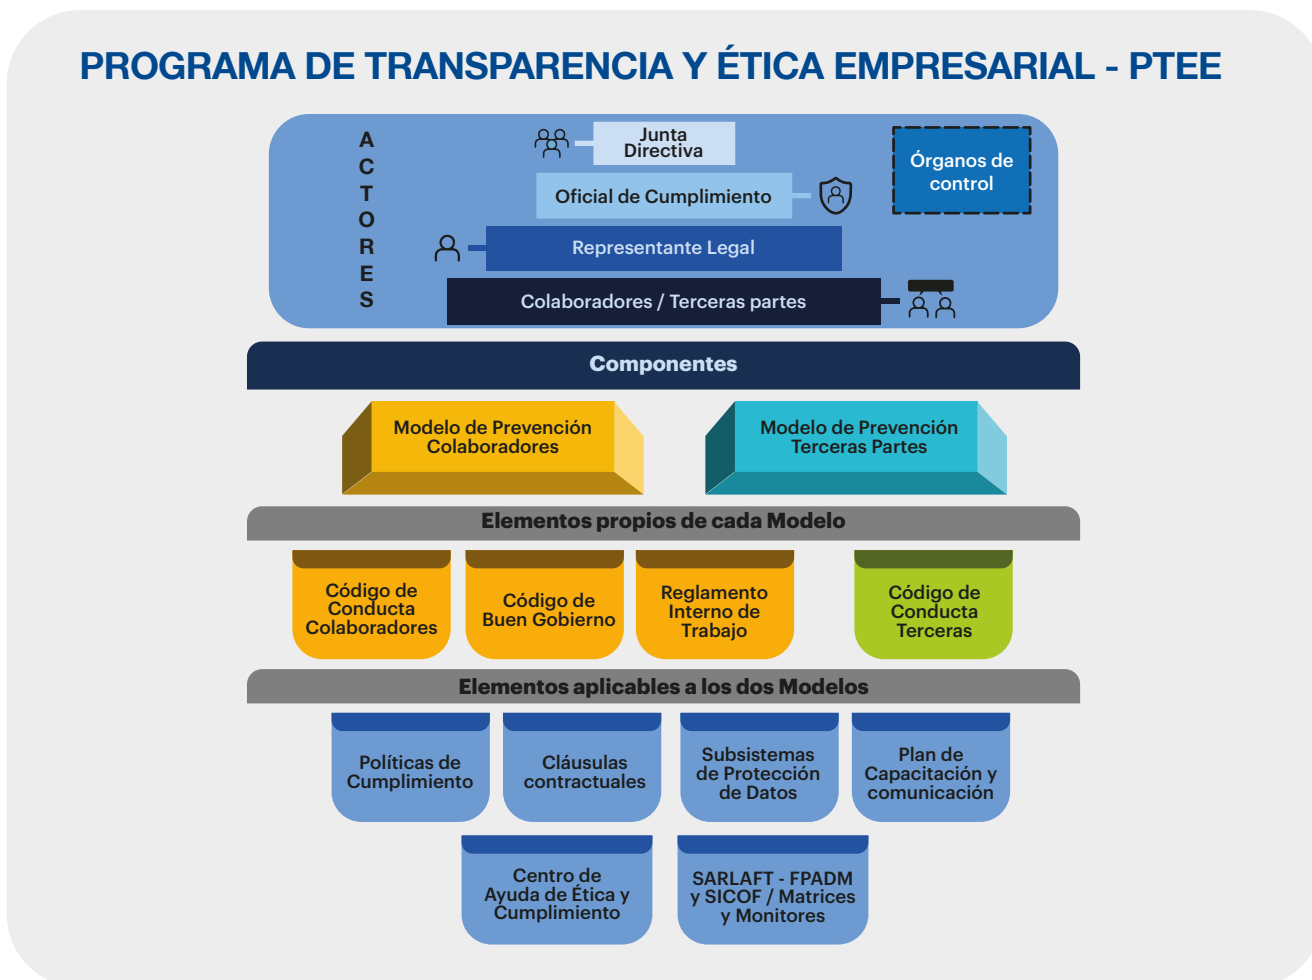 PROGRAMA DE TRANSPARENCIA Y ÉTICA EMPRESARIAL - PTEE
A
C
T
O
R
E
S
Junta
Directiva
Órganos de
control
Oficial de Cumplimiento
Representante Legal
Colaboradores / Terceras partes
Componentes
Modelo de Prevención
Colaboradores
Modelo de Prevención
Terceras Partes
Elementos propios de cada Modelo
Código de
Conducta
Colaboradores
Código de
Buen Gobierno
Reglamento
Interno de
Trabajo
Código de
Conducta
Terceras
Elementos aplicables a los dos Modelos
Políticas de
Cumplimiento
Cláusulas
contractuales
Subsistemas
de Protección
de Datos
Plan de
Capacitación y
comunicación
Centro de
Ayuda de Ética y
Cumplimiento
SARLAFT - FPADM
y SICOF / Matrices
y Monitores